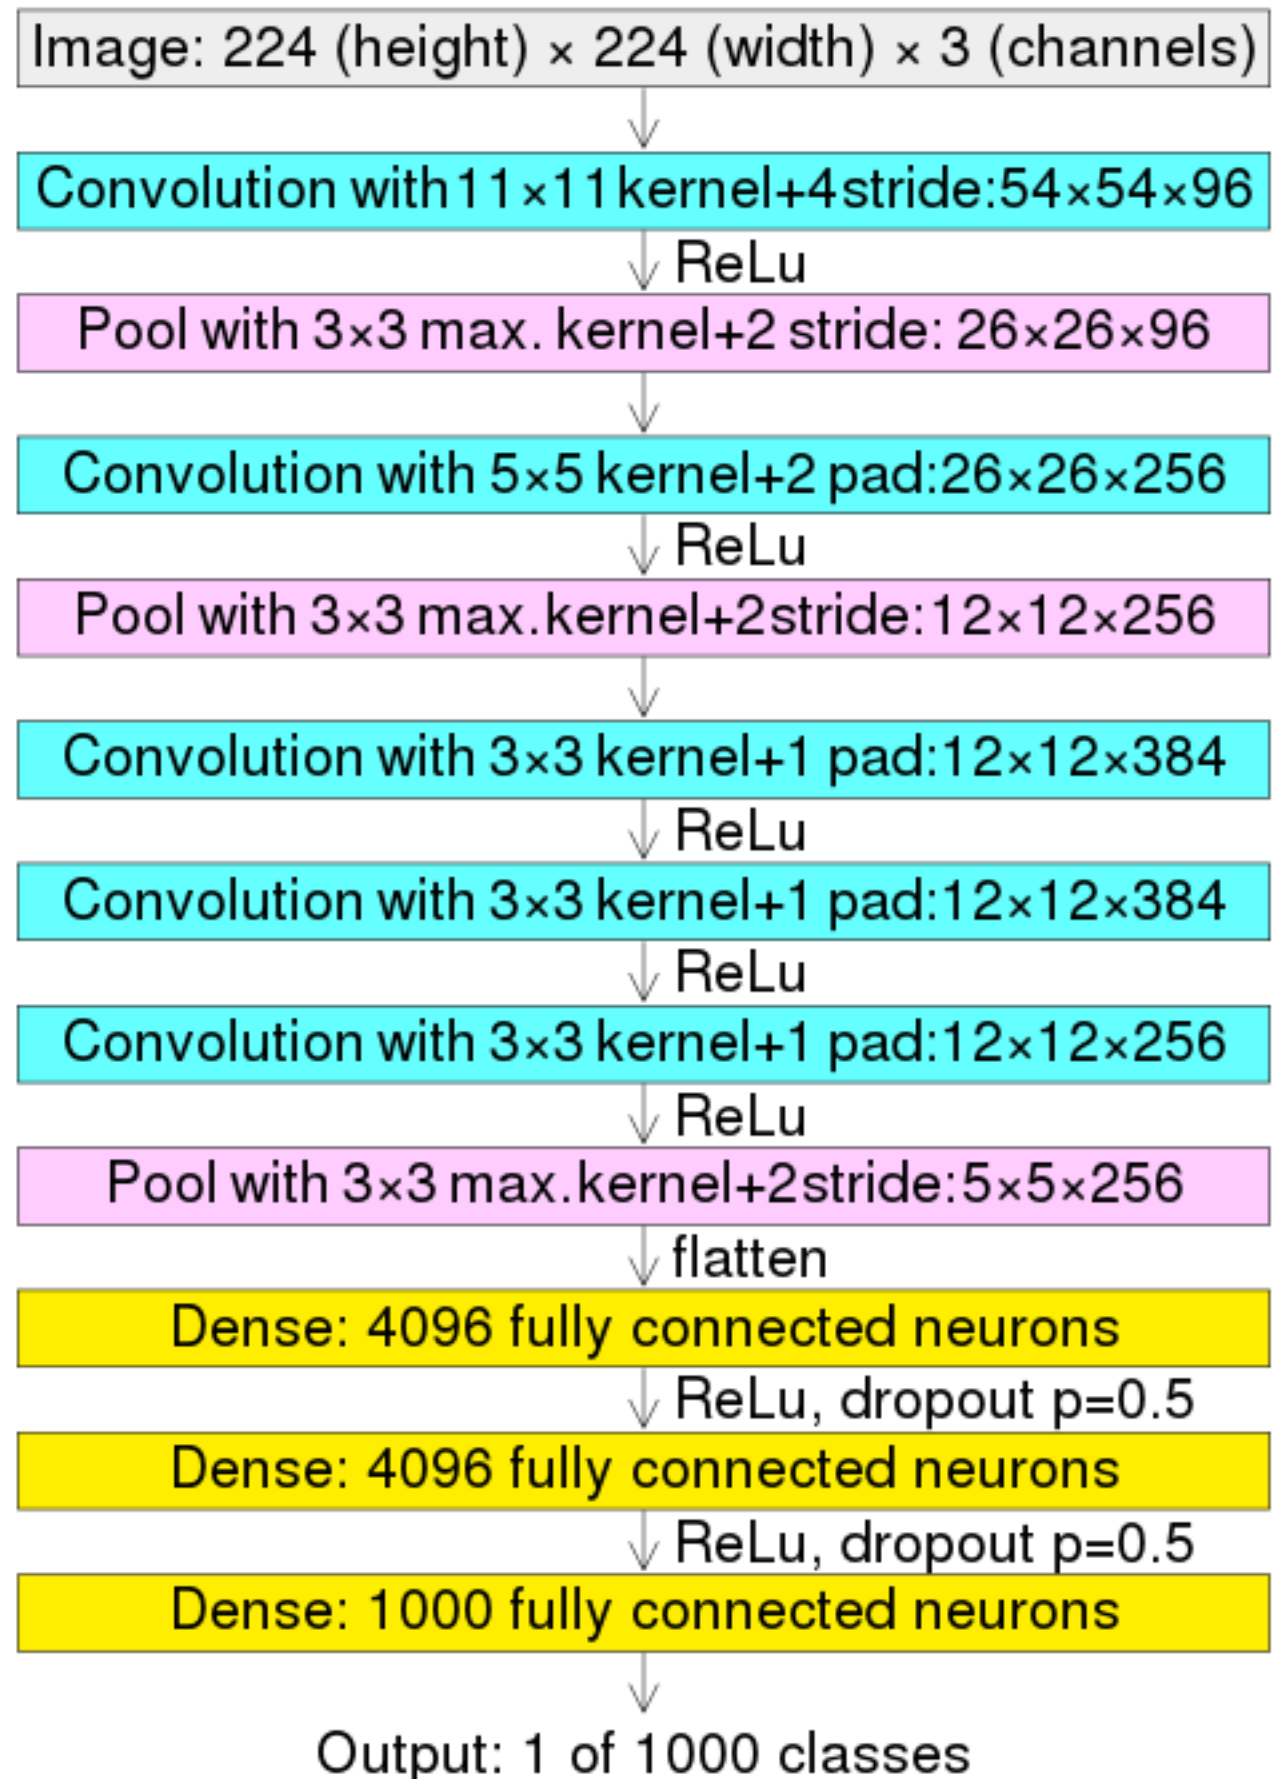 Image: 224 (height) × 224 (width) × 3 (channels)
Convolution with 11×11 kernel+4 stride:54×54×96
ReLu
Pool with 3×3 max. kernel+2 stride: 26×26×96
Convolution with 5×5 kernel+2 pad:26×26×256
ReLu
Pool with 3×3 max.kernel+2stride:12×12×256
Convolution with 3×3 kernel+1 pad:12×12×384
ReLu
Convolution with 3×3 kernel+1 pad:12×12×384
ReLu
Convolution with 3×3 kernel+1 pad:12×12×256
ReLu
Pool with 3×3 max.kernel+2stride:5×5×256
flatten
Dense: 4096 fully connected neurons
ReLu, dropout p=0.5
Dense: 4096 fully connected neurons
ReLu, dropout p=0.5
Dense: 1000 fully connected neurons
Output: 1 of 1000 classes